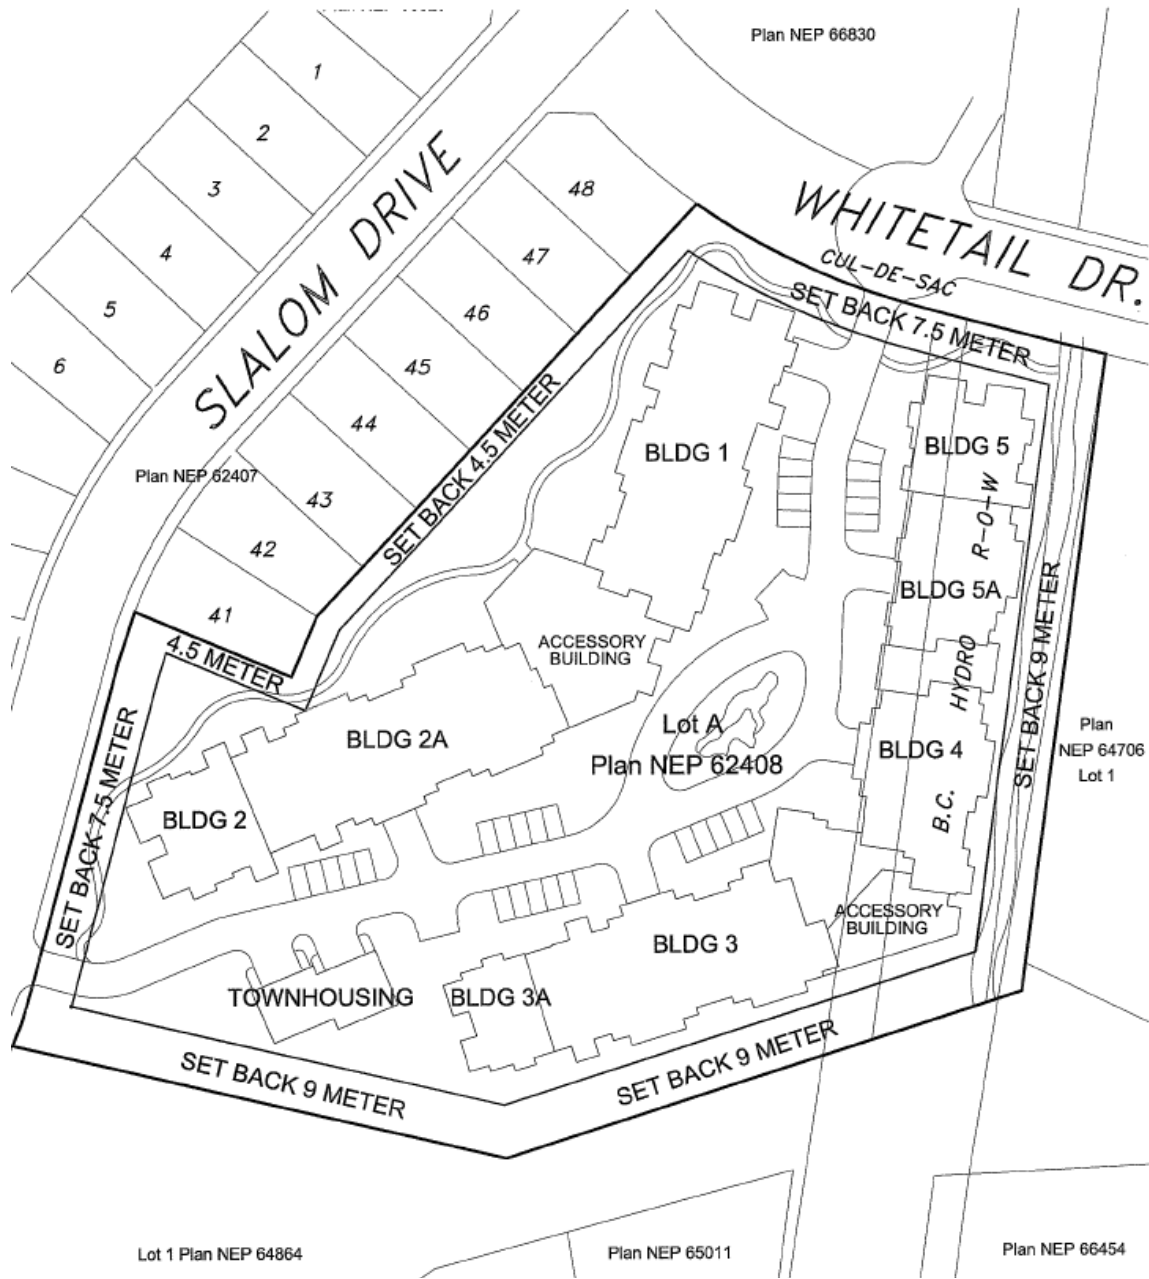 Plan NEP 66830
1
2
3
4
5
6
SLALOM DRIVE
48
47
46
45
44
43
42
41
WHITETAIL DR.
CUL-DE-SAC
SET BACK 7.5 METER
SET BACK 4.5 METER
Plan NEP 62407
BLDG 1
BLDG 5
R-O-W
BLDG 5A
4.5 METER
ACCESSORY
BUILDING
HYDRO
SET BACK 9 METER
SET BACK 7.5 METER
BLDG 2A
Lot A
Plan NEP 62408
BLDG 4
Plan
NEP 64706
Lot 1
BLDG 2
B.C.
ACCESSORY
BUILDING
BLDG 3
TOWNHOUSING
BLDG 3A
SET BACK 9 METER
SET BACK 9 METER
Lot 1 Plan NEP 64864
Plan NEP 65011
Plan NEP 66454